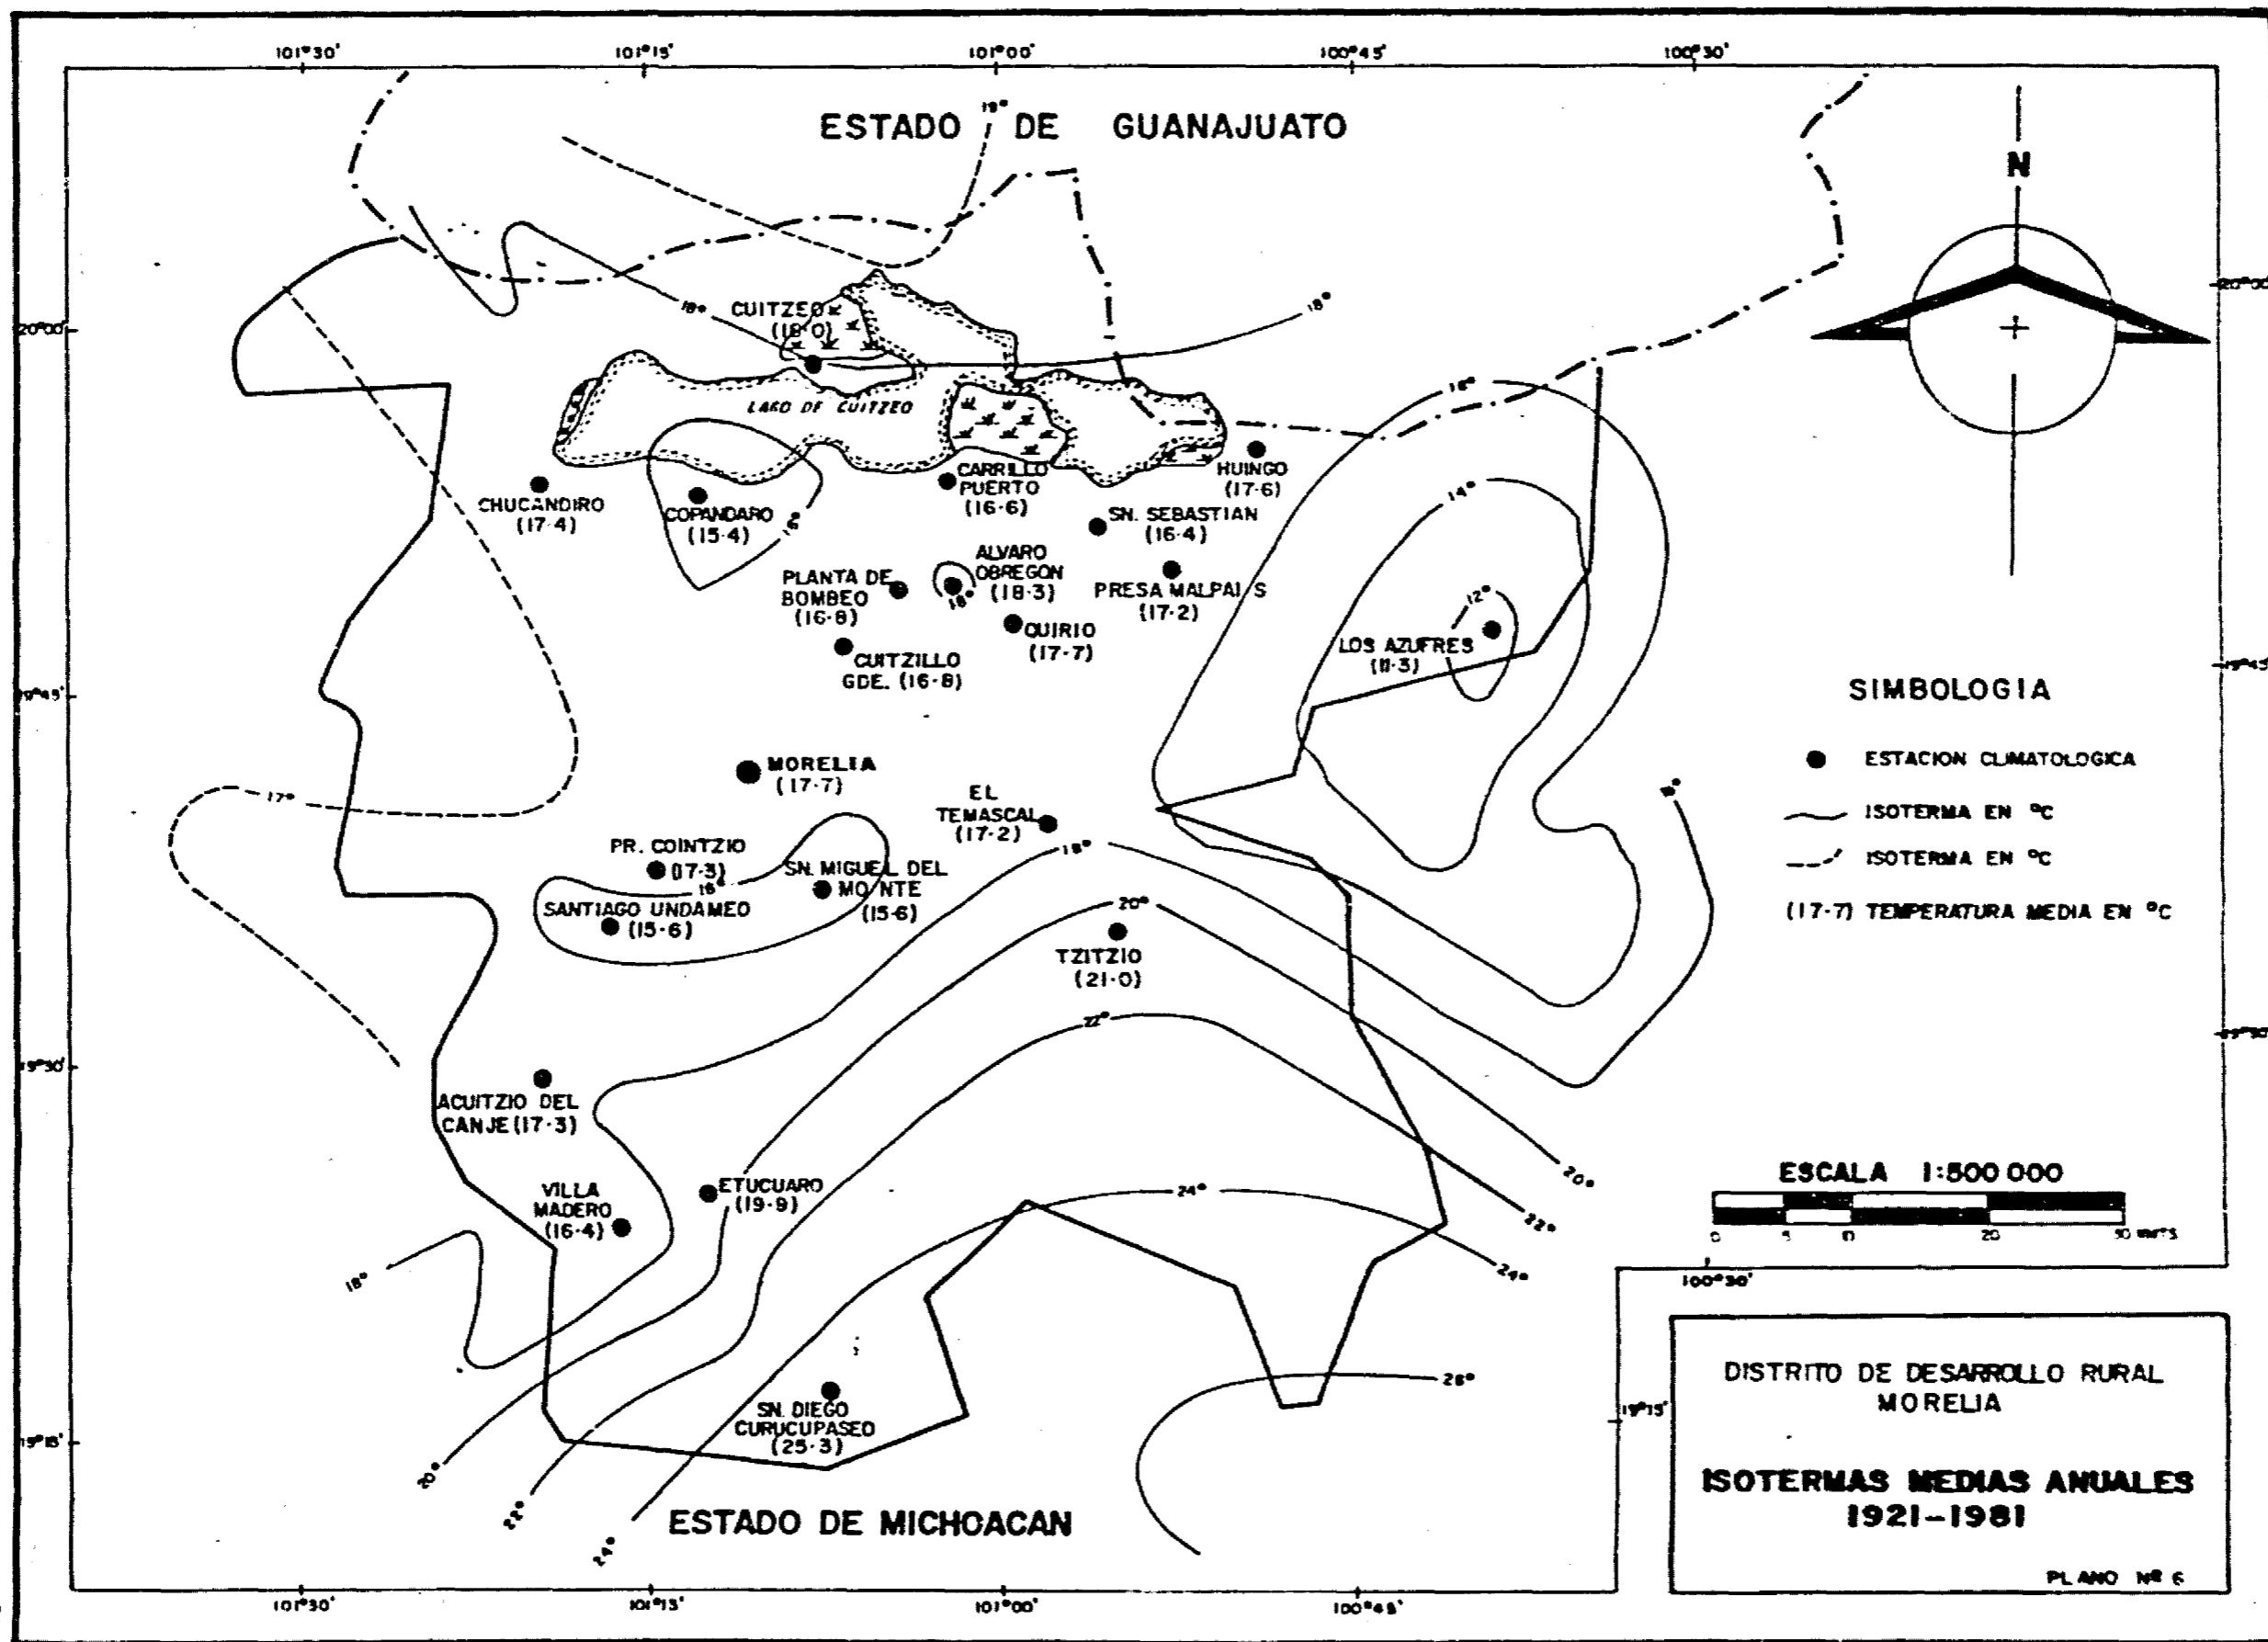 101°30'
101°15'
101°00'
100°45'
100°30'
19°
ESTADO DE GUANAJUATO
N
20°00'
20°00'
18°
CUITZEO
(18·0)
18°
LAGO DE CUITZEO
16°
CHUCANDIRO
(17·4)
COPANDARO
(15·4)
16°
CARRILLO
PUERTO
(16·6)
HUINGO
(17·6)
14°
SN. SEBASTIAN
(16·4)
ALVARO
OBREGON
(18·3)
18°
PLANTA DE
BOMBEO
(16·8)
PRESA MALPAIS
(17·2)
12°
QUIRIO
(17·7)
LOS AZUFRES
(11·3)
CUITZILLO
GDE. (16·8)
19°45'
19°45'
SIMBOLOGIA
ESTACION CLIMATOLOGICA
ISOTERMA EN °C
ISOTERMA EN °C
(17·7) TEMPERATURA MEDIA EN °C
MORELIA
(17·7)
17°
EL
TEMASCAL
(17·2)
18°
18°
PR. COINTZIO
(17·3)
16°
SN. MIGUEL DEL
MONTE
(15·6)
SANTIAGO UNDAMEO
(15·6)
20°
TZITZIO
(21·0)
22°
19°30'
19°30'
ACUITZIO DEL
CANJE (17·3)
VILLA
MADERO
(16·4)
ETUCUARO
(19·9)
24°
20°
22°
24°
18°
ESCALA 1:500 000
0 5 10 20 30 MTS
100°30'
26°
SN. DIEGO
CURUCUPASEO
(25·3)
19°15'
19°15'
20°
22°
24°
ESTADO DE MICHOACAN
DISTRITO DE DESARROLLO RURAL
MORELIA
ISOTERMAS MEDIAS ANUALES
1921-1981
PLANO Nº 6
101°30'
101°15'
101°00'
100°45'